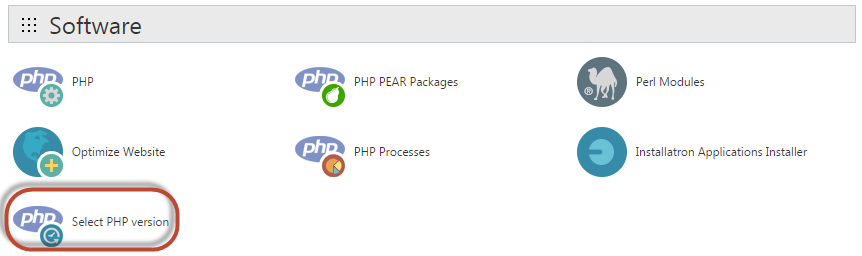 Software
php PHP
php PHP PEAR Packages
® Perl Modules
Optimize Website
php PHP Processes
Installatron Applications Installer
php Select PHP version